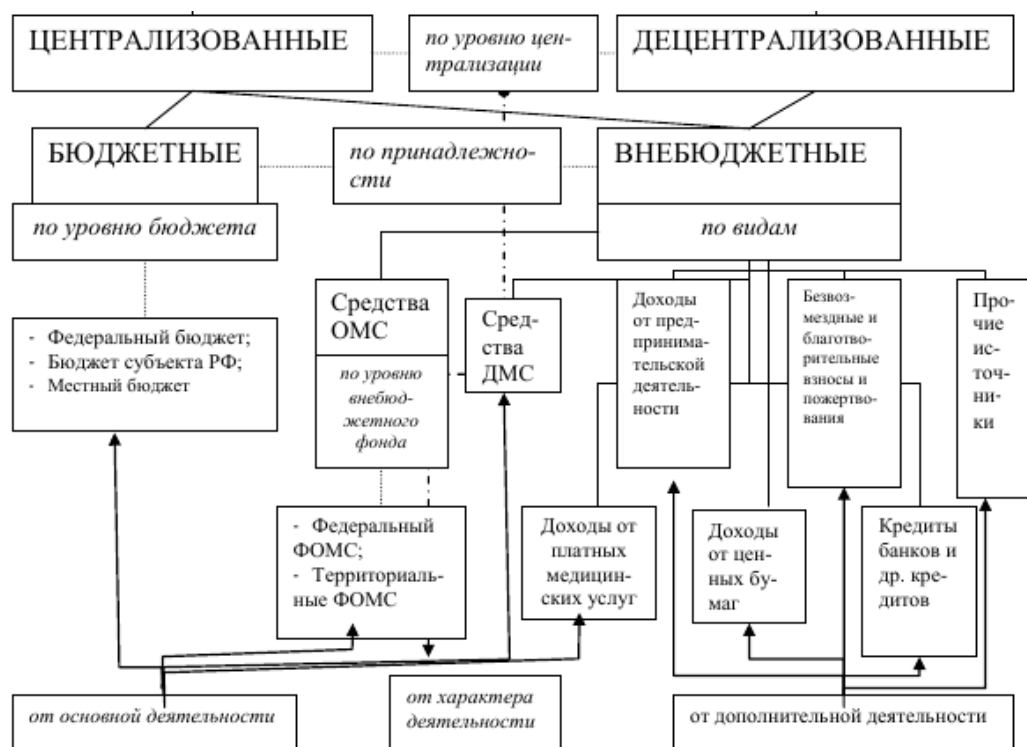 ЦЕНТРАЛИЗОВАННЫЕ
по уровню цен-
трализации
ДЕЦЕНТРАЛИЗОВАННЫЕ
БЮДЖЕТНЫЕ
по принадлежно-
сти
ВНЕБЮДЖЕТНЫЕ
по уровню бюджета
по видам
- Федеральный бюджет;
- Бюджет субъекта РФ;
- Местный бюджет
Средства
ОМС
по уровню
внебюд-
жетного
фонда
Сред-
ства
ДМС
Доходы
от пред-
принима-
тельской
деятель-
ности
Безвоз-
мездные и
благотво-
рительные
взносы и
пожертво-
вания
Про-
чие
ис-
точ-
ни-
ки
- Федеральный
ФОМС;
- Территориаль-
ные ФОМС
Доходы от
платных
медицин-
ских услуг
Доходы
от цен-
ных бу-
маг
Кредиты
банков и
др. кре-
дитов
от основной деятельности
от характера
деятельности
от дополнительной деятельности